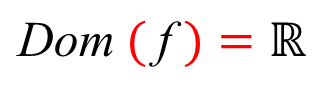 Dom (f) = ℝ